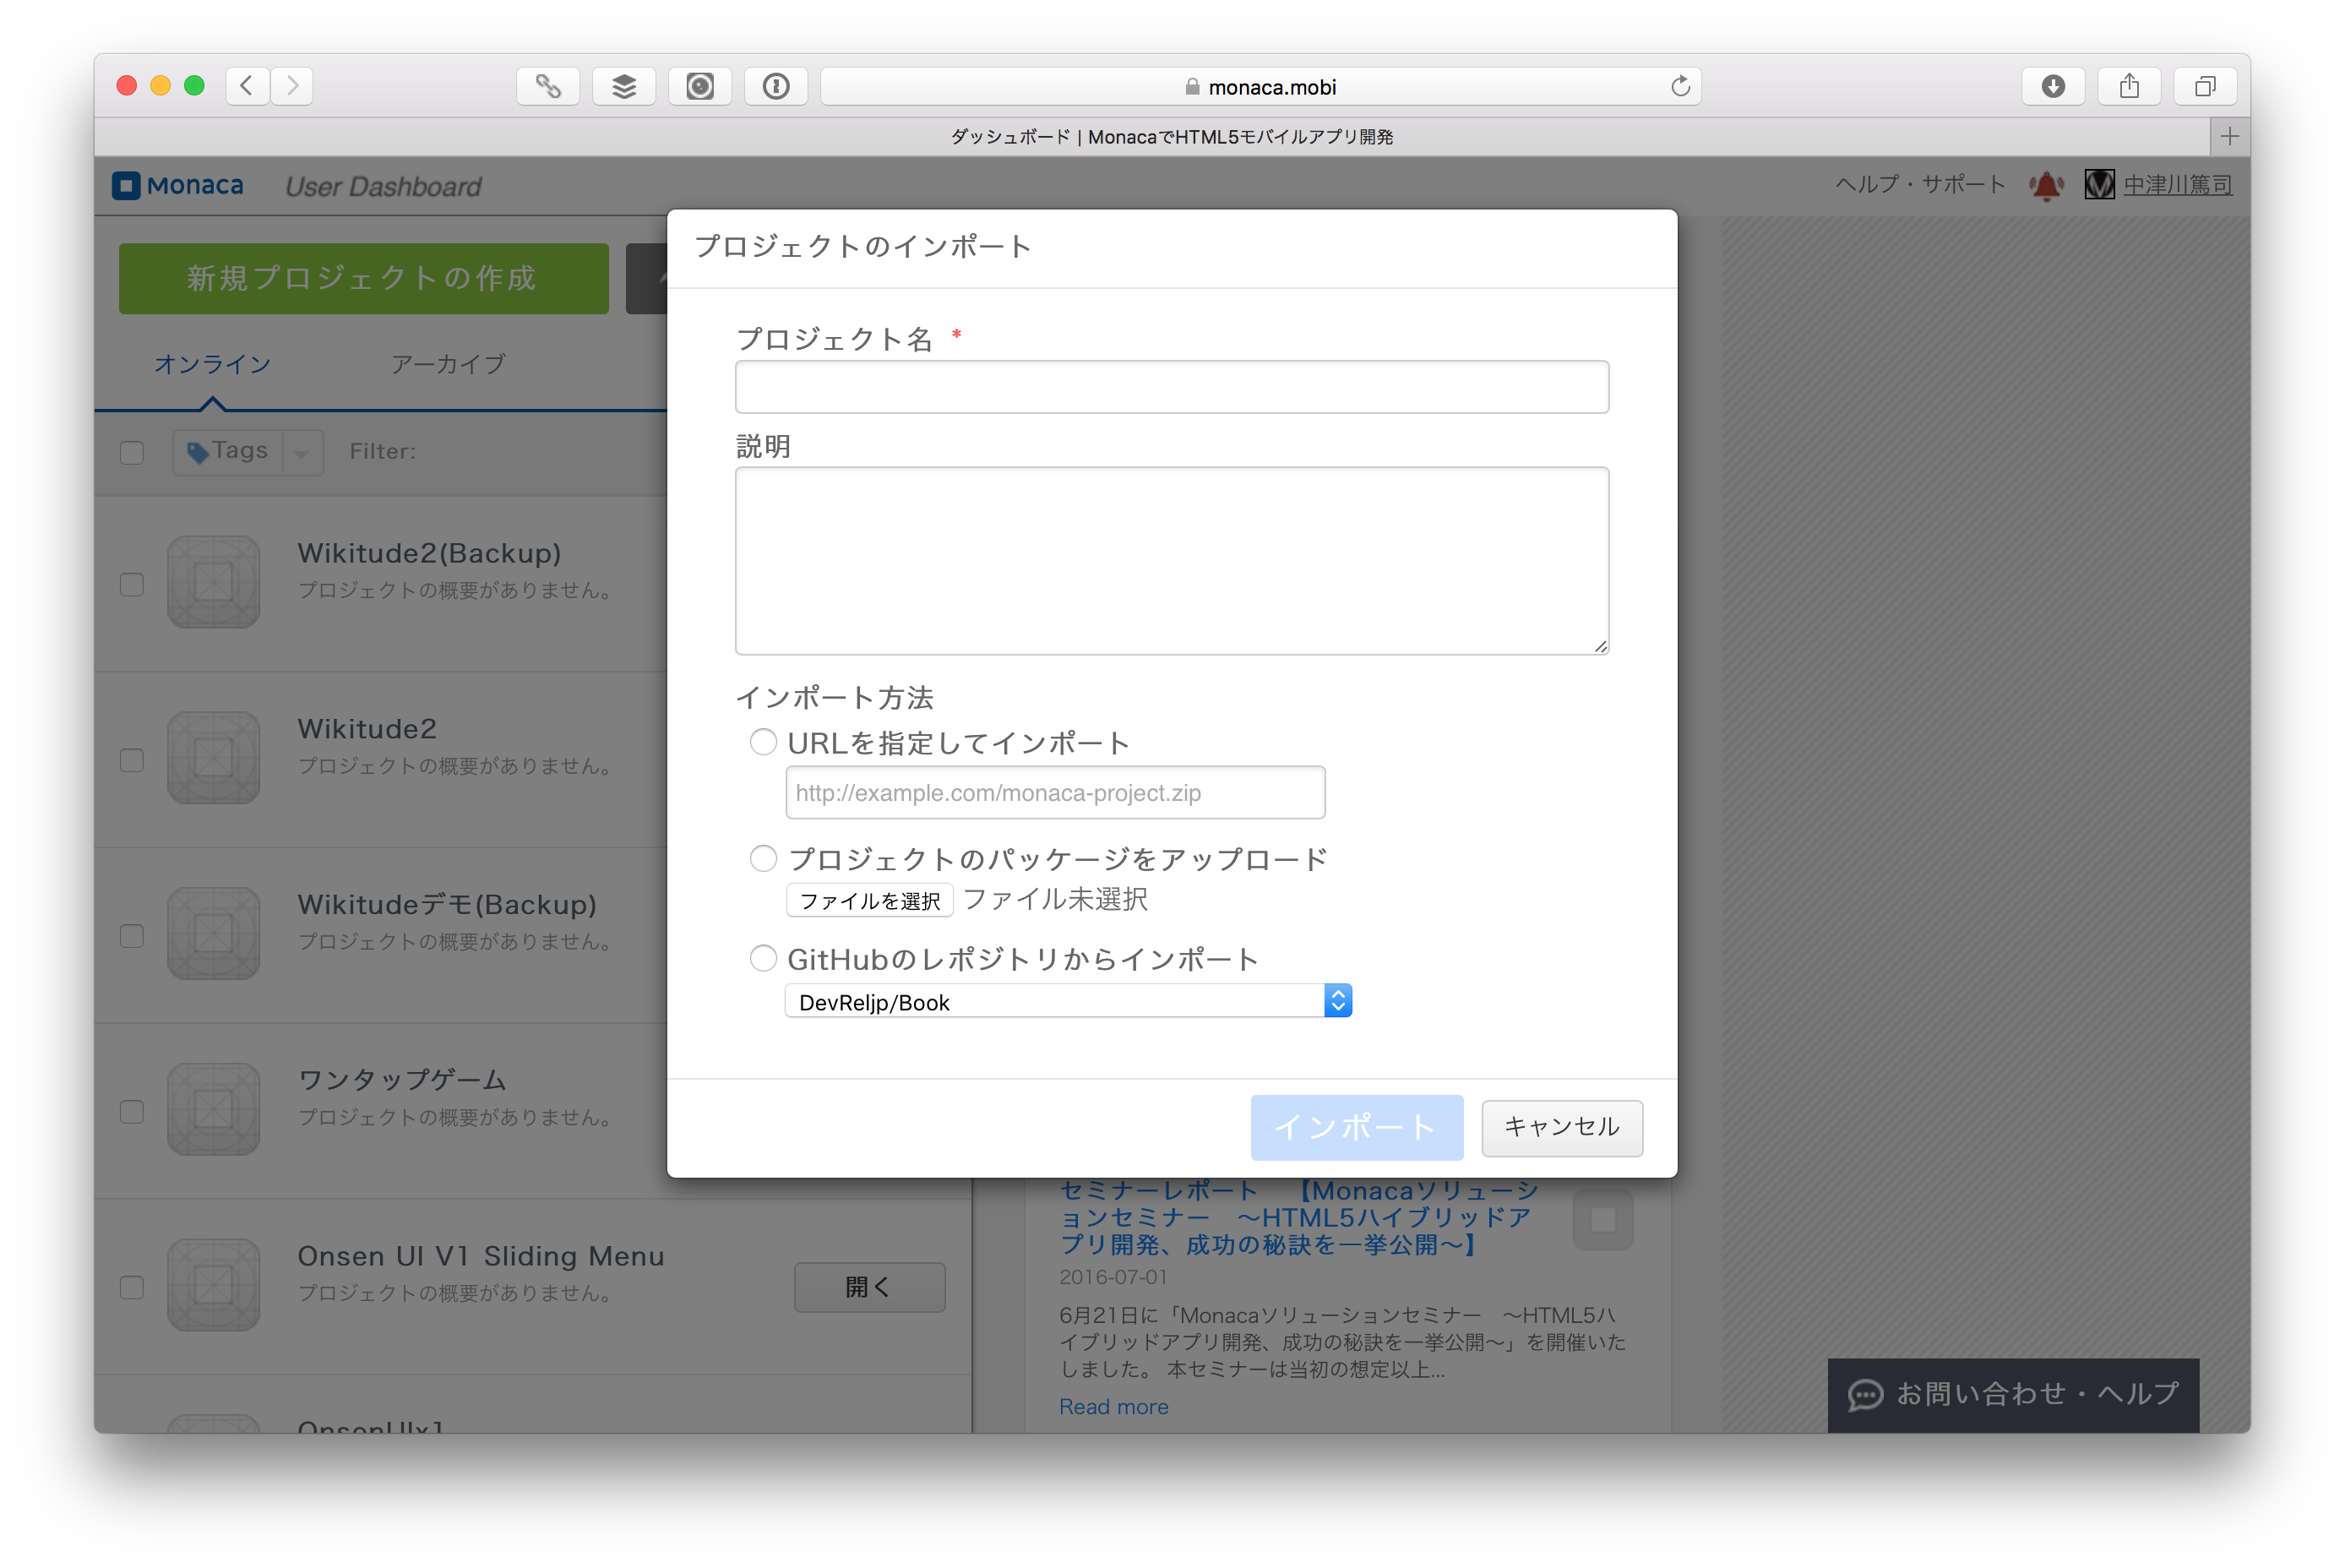 monaca.mobi
ダッシュボード | MonacaでHTML5モバイルアプリ開発
Monaca User Dashboard
ヘルプ・サポート
中津川篤司
新規プロジェクトの作成
オンライン
アーカイブ
Tags
Filter:
Wikitude2(Backup)
プロジェクトの概要がありません。
Wikitude2
プロジェクトの概要がありません。
Wikitudeデモ(Backup)
プロジェクトの概要がありません。
ワンタップゲーム
プロジェクトの概要がありません。
Onsen UI V1 Sliding Menu
プロジェクトの概要がありません。
開く
プロジェクトのインポート
プロジェクト名 *
説明
インポート方法
URLを指定してインポート
http://example.com/monaca-project.zip
プロジェクトのパッケージをアップロード
ファイルを選択 ファイル未選択
GitHubのレポジトリからインポート
DevReljp/Book
インポート
キャンセル
セミナーレポート　【Monacaソリューシ
ョンセミナー　〜HTML5ハイブリッドア
プリ開発、成功の秘訣を一挙公開〜】
2016-07-01
6月21日に「Monacaソリューションセミナー　〜HTML5ハ
イブリッドアプリ開発、成功の秘訣を一挙公開〜」を開催いた
しました。 本セミナーは当初の想定以上...
Read more
お問い合わせ・ヘルプ